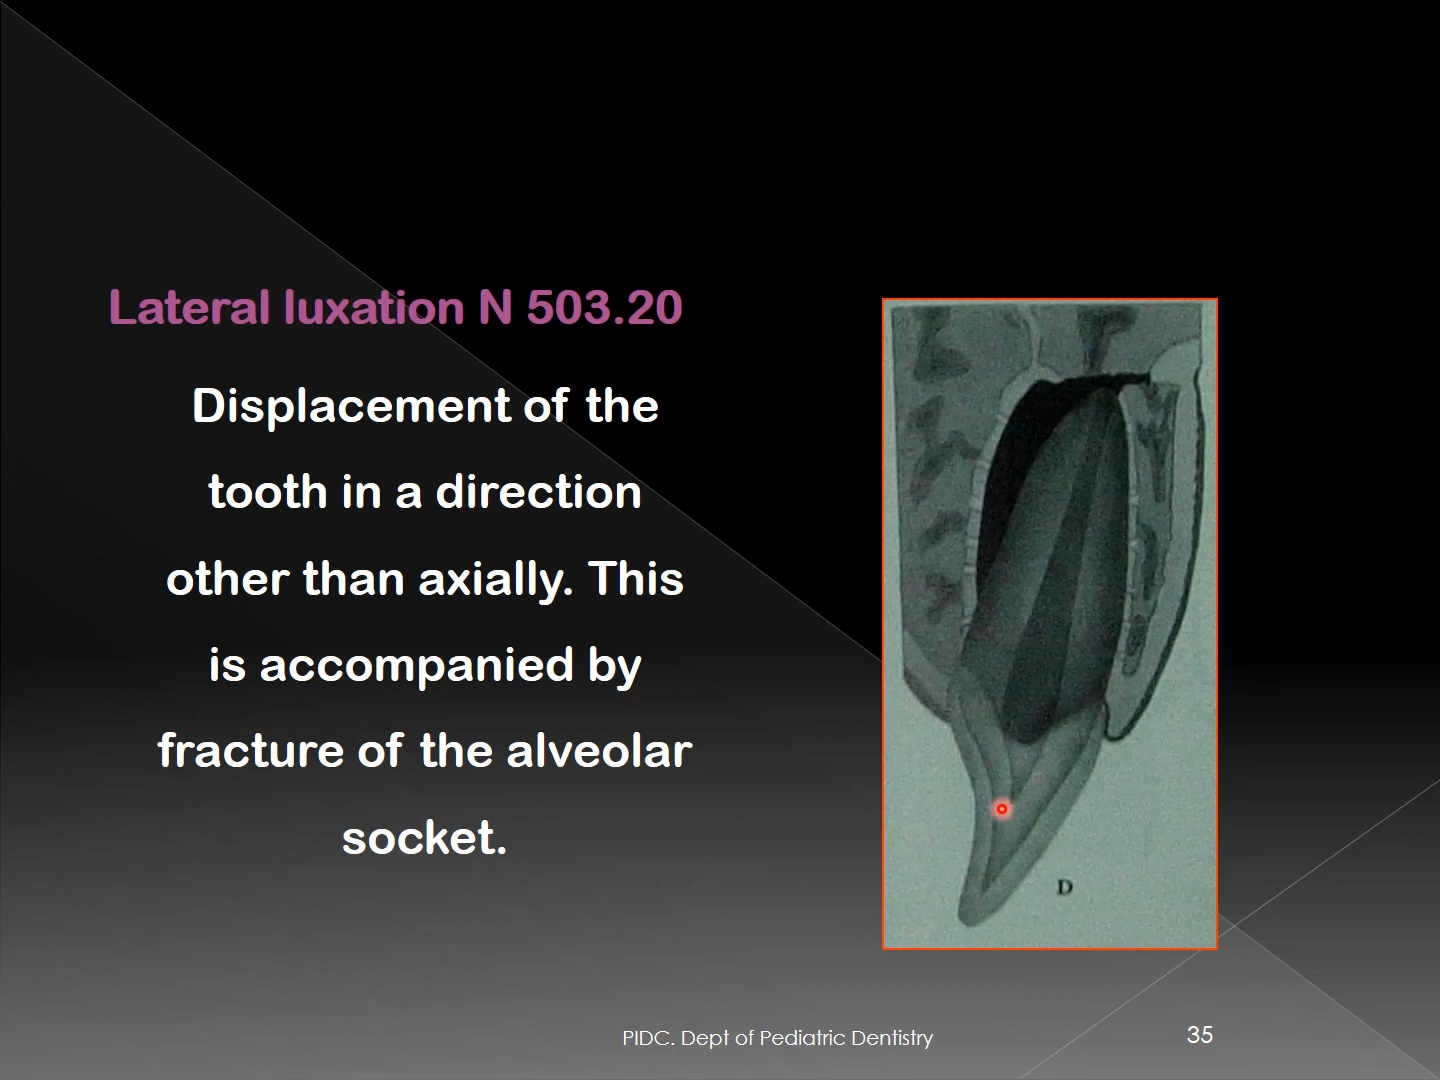 Lateral luxation N 503.20
Displacement of the
tooth in a direction
other than axially. This
is accompanied by
fracture of the alveolar
socket.
D
PIDC. Dept of Pediatric Dentistry
35